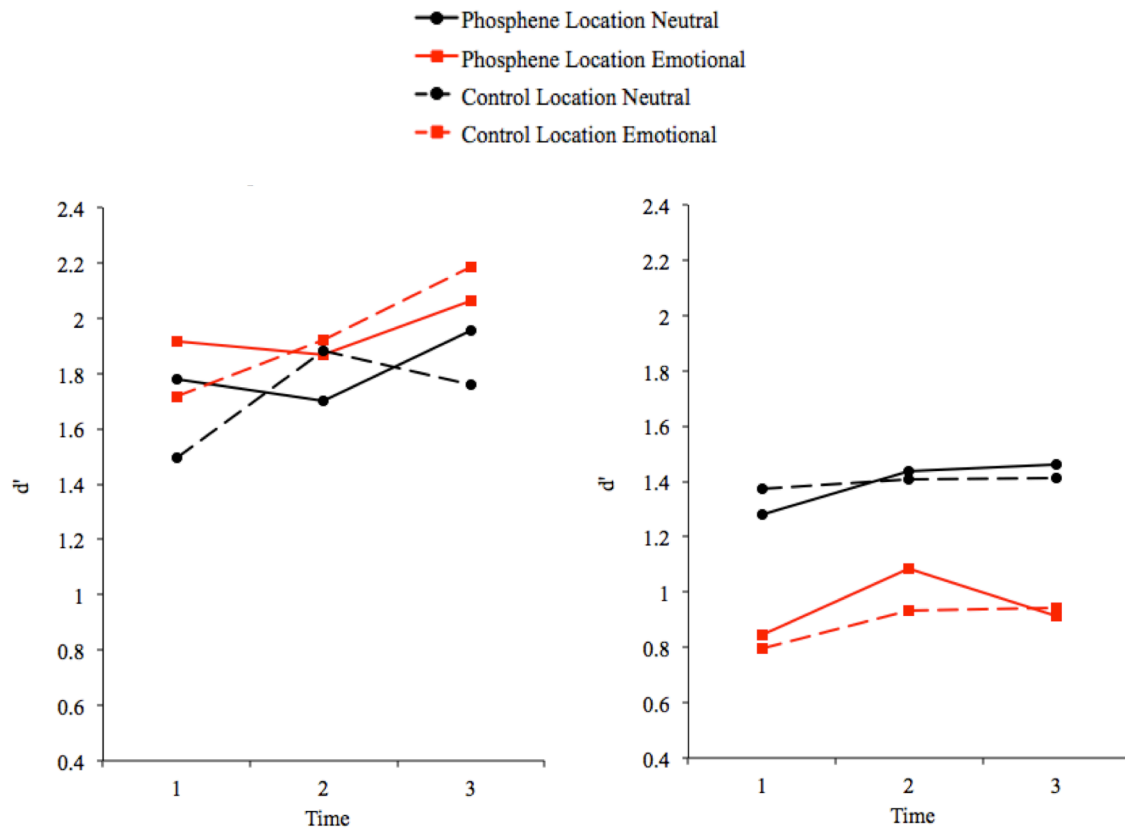 Phosphene Location Neutral
Phosphene Location Emotional
Control Location Neutral
Control Location Emotional
2.4
2.2
2
1.8
1.6
1.4
1.2
1
0.8
0.6
0.4
d'
1 2 3
Time
2.4
2.2
2
1.8
1.6
1.4
1.2
1
0.8
0.6
0.4
d'
1 2 3
Time